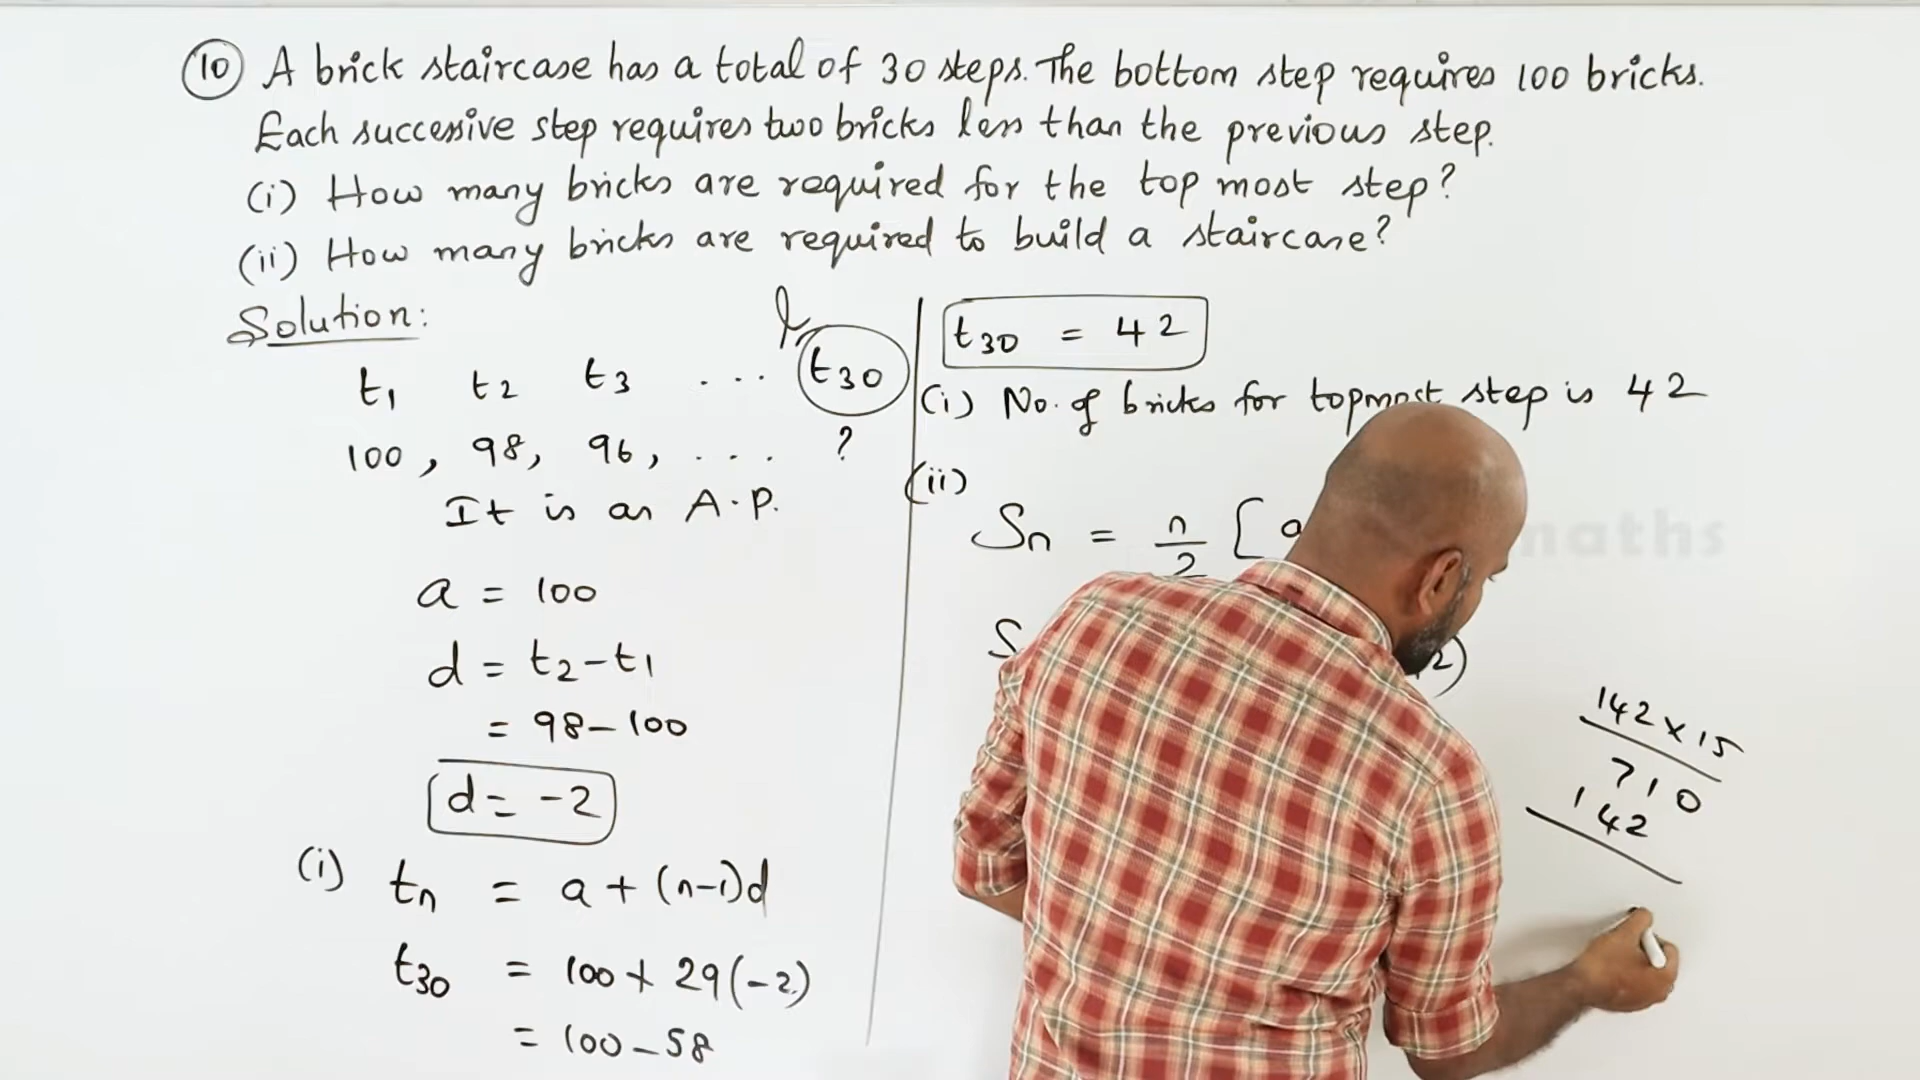 10 A brick staircase has a total of 30 steps. The bottom step requires 100 bricks.
Each successive step requires two bricks less than the previous step.
(i) How many bricks are required for the top most step?
(ii) How many bricks are required to build a staircase?
Solution:
t1 t2 t3 ... t30
l
100, 98, 96, ... ?
It is an A.P.
a = 100
d = t2-t1
= 98-100
d = -2
(i) tn = a + (n-1)d
t30 = 100 + 29(-2)
= 100-58
t30 = 42
(i) No. of bricks for topmost step is 42
(ii)
Sn = n/2 [a
S
2)
maths
142 x 15
710
142